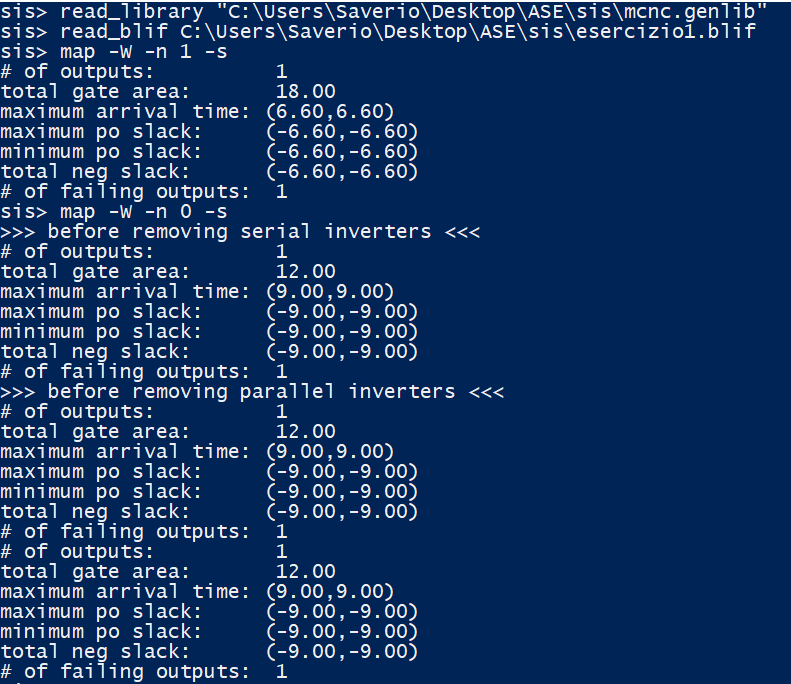 sis> read_library "C:\Users\Saverio\Desktop\ASE\sis\mcnc.genlib"
sis> read_blif C:\Users\Saverio\Desktop\ASE\sis\esercizio1.blif
sis> map -W -n 1 -s
# of outputs: 1
total gate area: 18.00
maximum arrival time: (6.60,6.60)
maximum po slack: (-6.60,-6.60)
minimum po slack: (-6.60,-6.60)
total neg slack: (-6.60,-6.60)
# of failing outputs: 1
sis> map -W -n 0 -s
>>> before removing serial inverters <<<
# of outputs: 1
total gate area: 12.00
maximum arrival time: (9.00,9.00)
maximum po slack: (-9.00,-9.00)
minimum po slack: (-9.00,-9.00)
total neg slack: (-9.00,-9.00)
# of failing outputs: 1
>>> before removing parallel inverters <<<
# of outputs: 1
total gate area: 12.00
maximum arrival time: (9.00,9.00)
maximum po slack: (-9.00,-9.00)
minimum po slack: (-9.00,-9.00)
total neg slack: (-9.00,-9.00)
# of failing outputs: 1
# of outputs: 1
total gate area: 12.00
maximum arrival time: (9.00,9.00)
maximum po slack: (-9.00,-9.00)
minimum po slack: (-9.00,-9.00)
total neg slack: (-9.00,-9.00)
# of failing outputs: 1